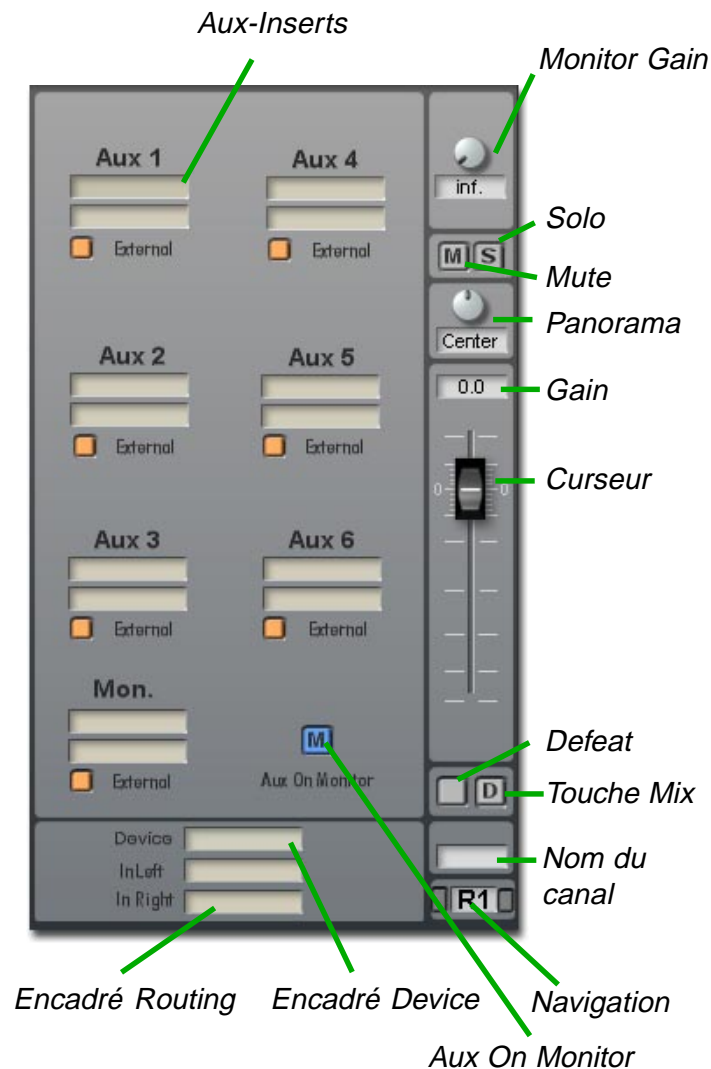 Aux-Inserts
Monitor Gain
Aux 1
Aux 4
inf.
External
External
Solo
M S
Mute
Panorama
Center
Aux 2
Aux 5
0.0
Gain
External
External
Curseur
0 0
Aux 3
Aux 6
External
External
Mon.
M
External
Aux On Monitor
Defeat
D
Touche Mix
Device
InLeft
In Right
Nom du
canal
R1
Encadré Routing
Encadré Device
Navigation
Aux On Monitor